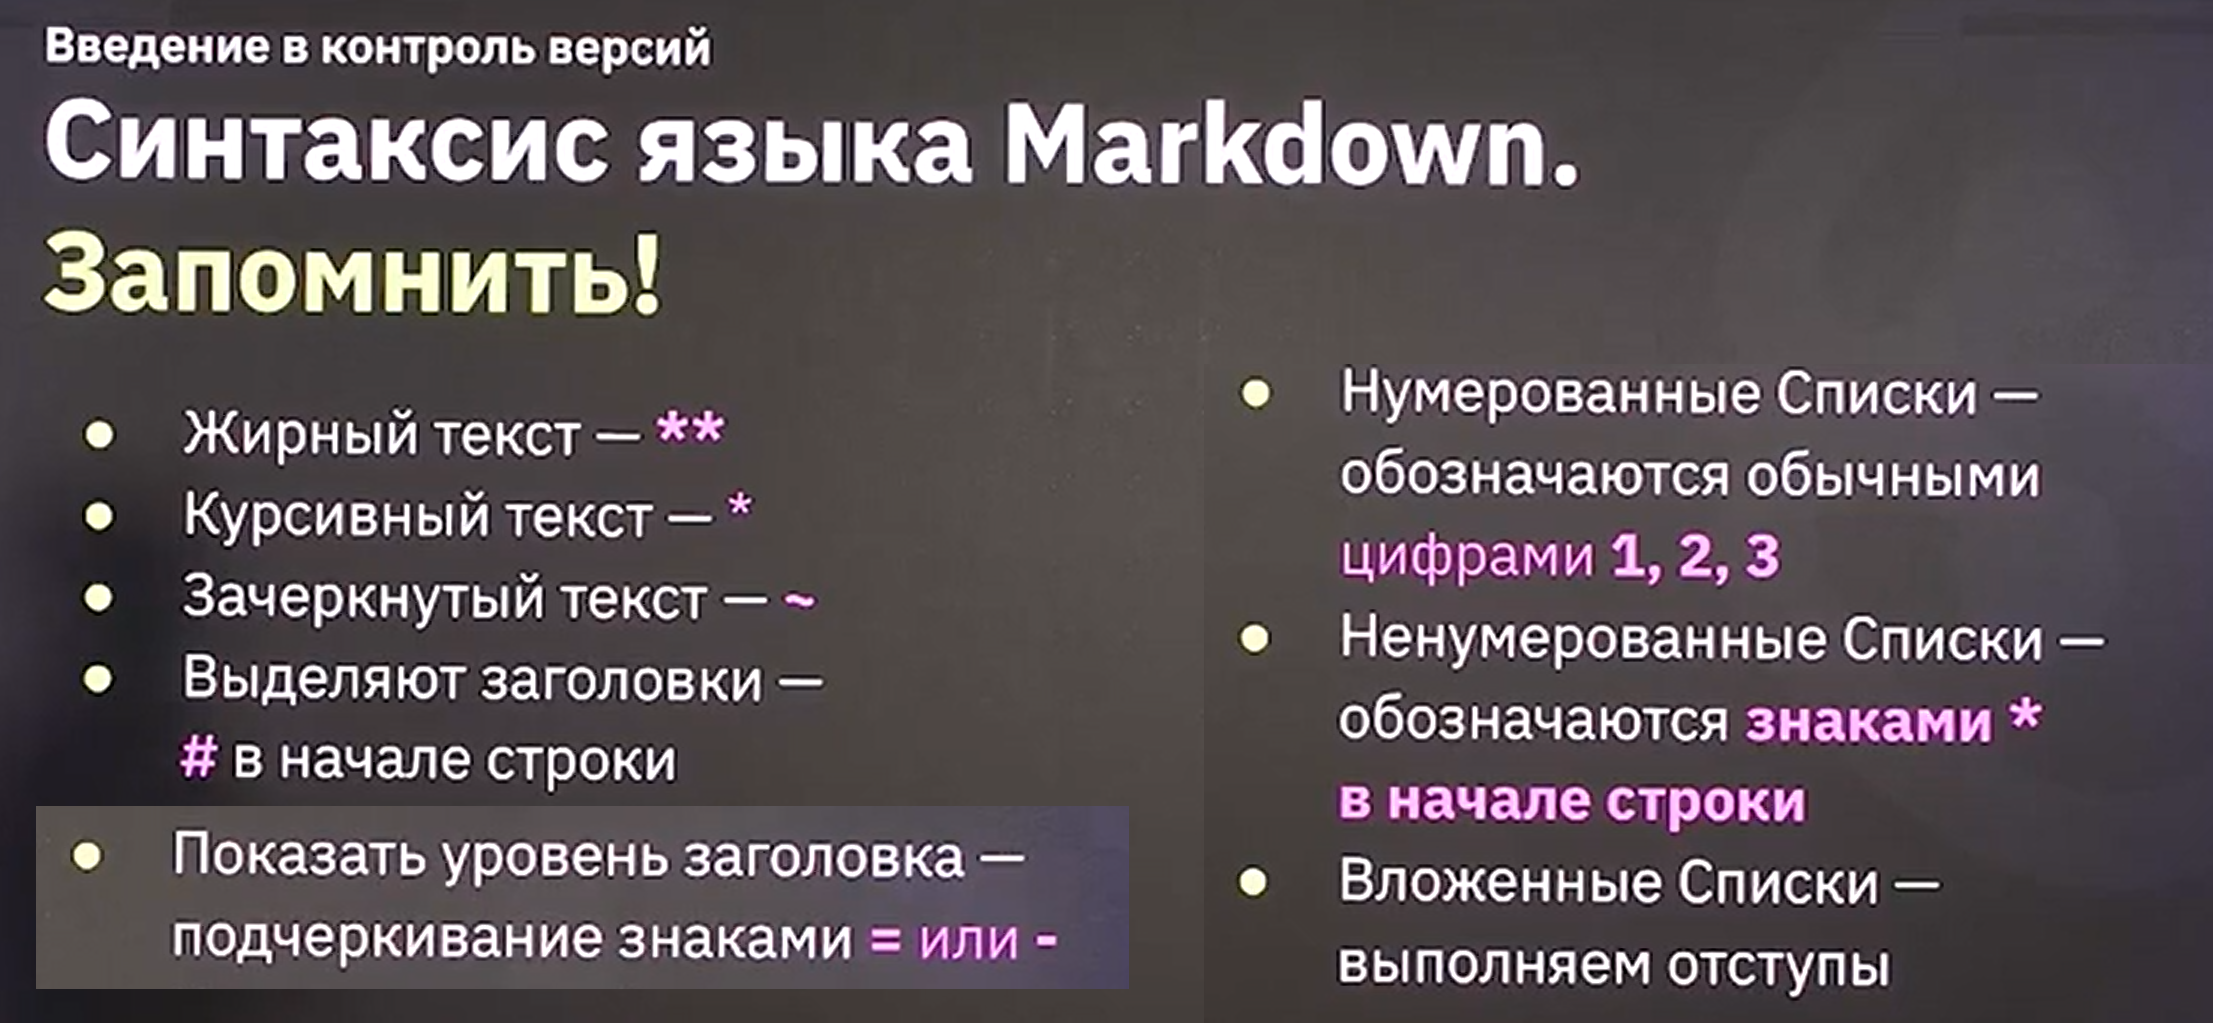 Введение в контроль версий
Синтаксис языка Markdown.
Запомнить!
Жирный текст — **
Курсивный текст — *
Зачеркнутый текст — ~
Выделяют заголовки —
# в начале строки
Показать уровень заголовка —
подчеркивание знаками = или -
Нумерованные Списки —
обозначаются обычными
цифрами 1, 2, 3
Ненумерованные Списки —
обозначаются знаками *
в начале строки
Вложенные Списки —
выполняем отступы